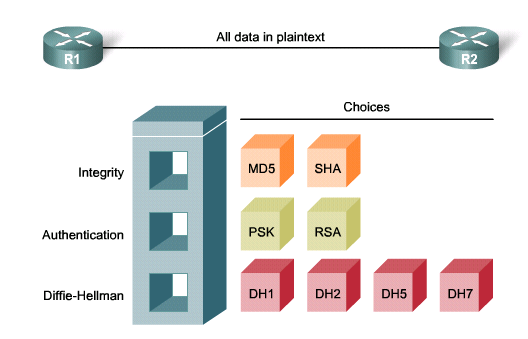 All data in plaintext
R1
R2
Choices
Integrity
MD5
SHA
Authentication
PSK
RSA
Diffie-Hellman
DH1
DH2
DH5
DH7